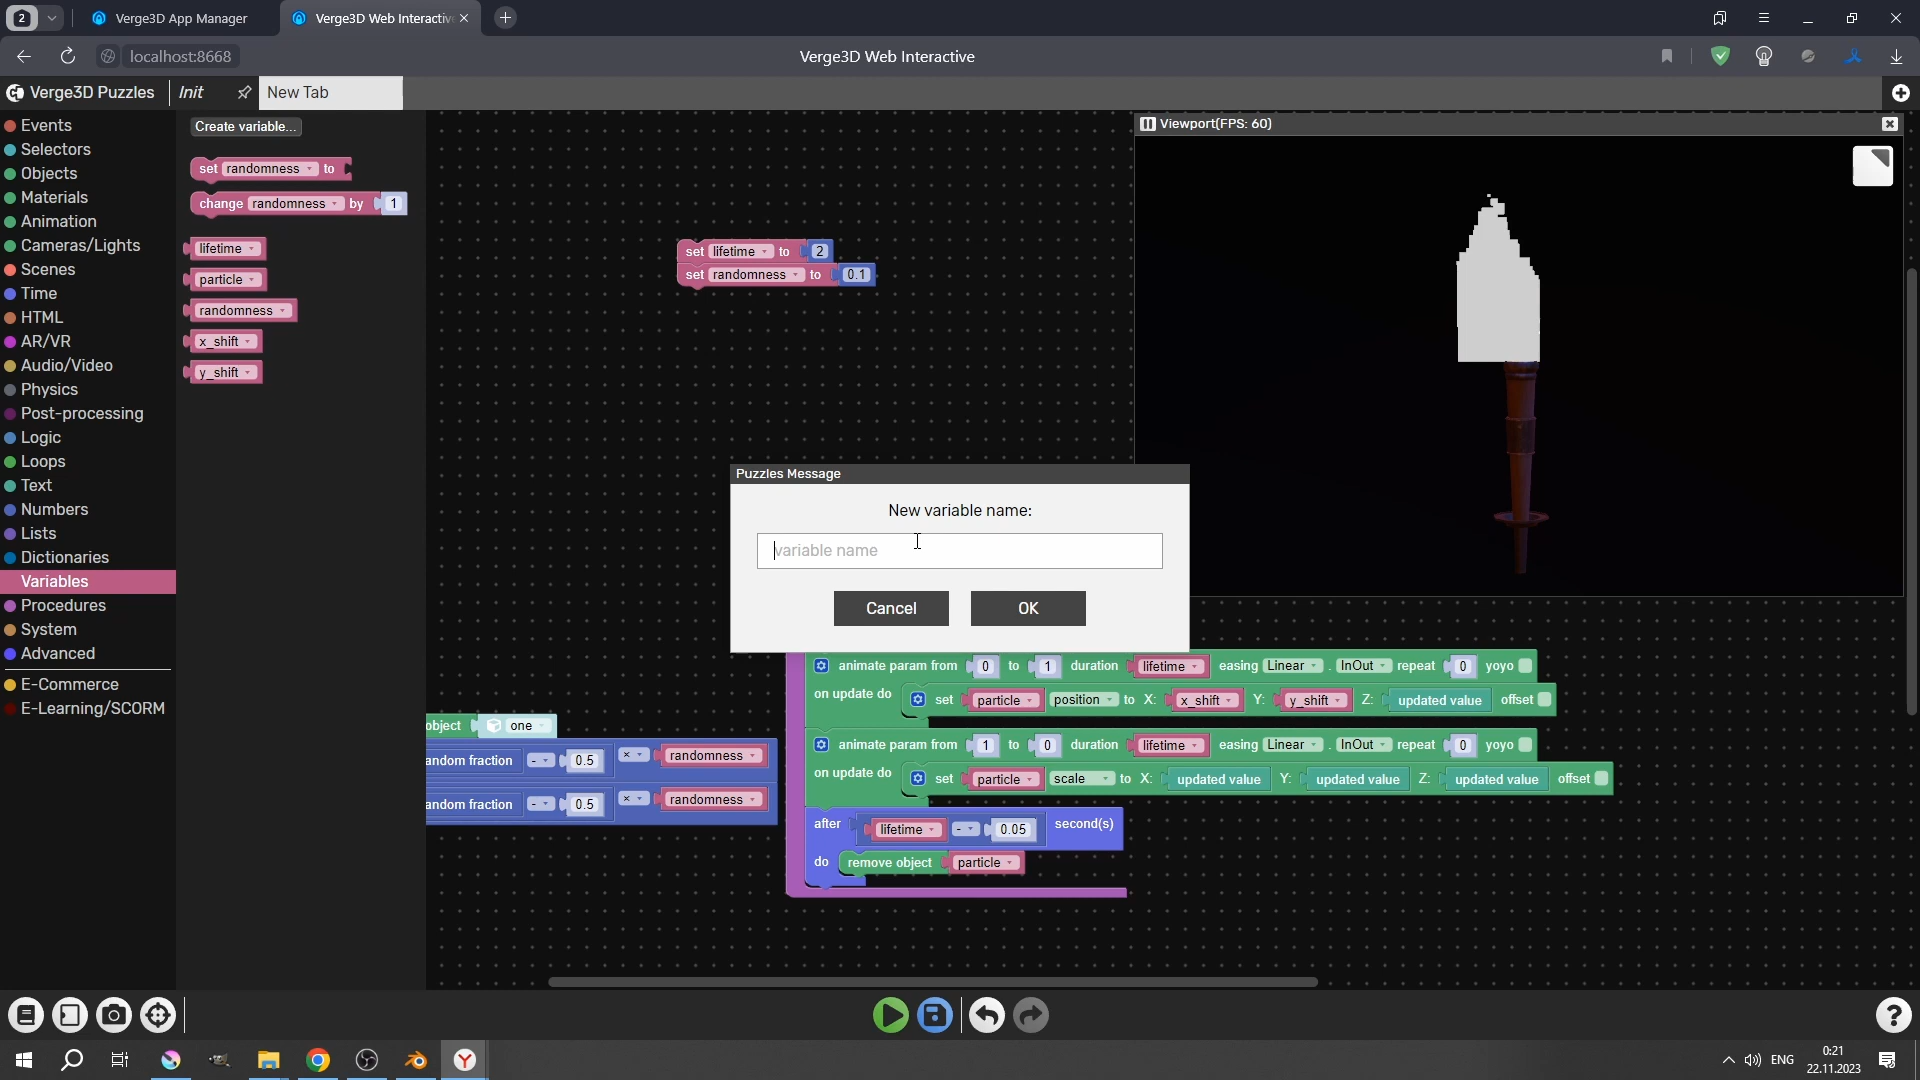 2
Verge3D App Manager
Verge3D Web Interactiv
localhost:8668
Verge3D Web Interactive
Verge3D Puzzles
Init
New Tab
Events
Selectors
Objects
Materials
Animation
Cameras/Lights
Scenes
Time
HTML
AR/VR
Audio/Video
Physics
Post-processing
Logic
Loops
Text
Numbers
Lists
Dictionaries
Variables
Procedures
System
Advanced
E-Commerce
E-Learning/SCORM
Create variable...
set randomness to
change randomness by 1
lifetime
particle
randomness
x_shift
y_shift
set lifetime to 2
set randomness to 0.1
Viewport(FPS: 60)
Puzzles Message
New variable name:
variable name
Cancel
OK
object one
andom fraction - 0.5 × randomness
andom fraction - 0.5 × randomness
animate param from 0 to 1 duration lifetime easing Linear . InOut repeat 0 yoyo
on update do set particle position to X: x_shift Y: y_shift Z: updated value offset
animate param from 1 to 0 duration lifetime easing Linear . InOut repeat 0 yoyo
on update do set particle scale to X: updated value Y: updated value Z: updated value offset
after lifetime - 0.05 second(s)
do remove object particle
ENG
0:21
22.11.2023